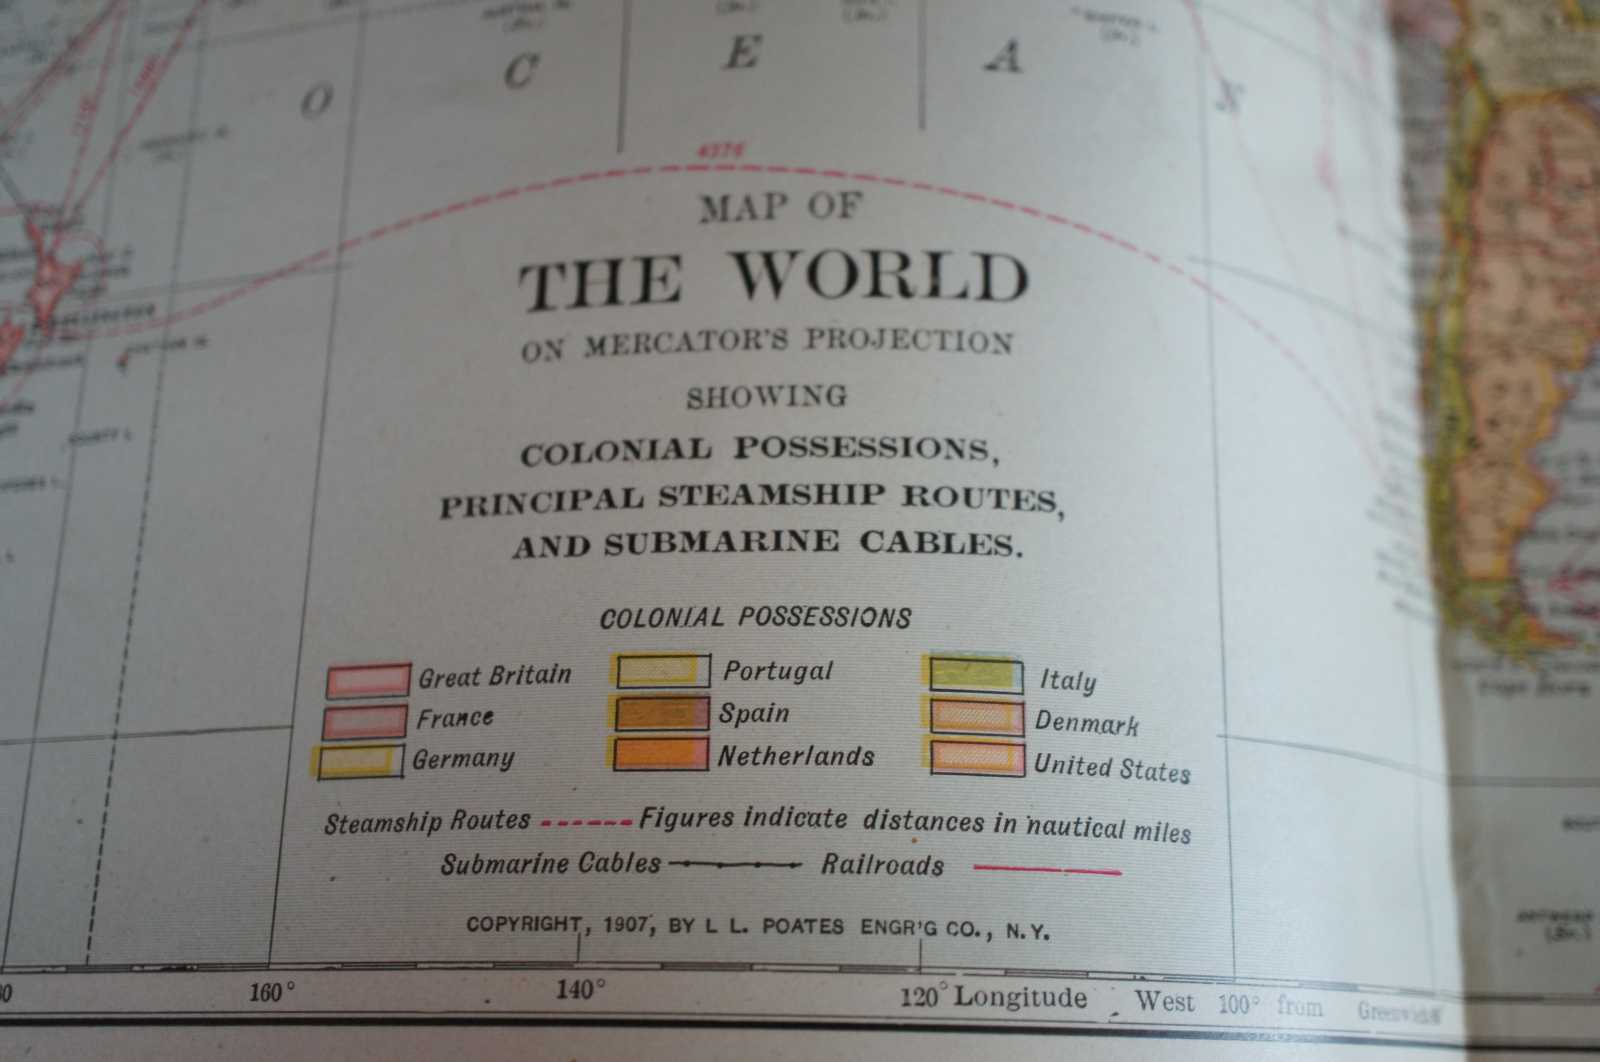 O C E A N
4376
MAP OF
THE WORLD
ON MERCATOR'S PROJECTION
SHOWING
COLONIAL POSSESSIONS,
PRINCIPAL STEAMSHIP ROUTES,
AND SUBMARINE CABLES.
COLONIAL POSSESSIONS
Great Britain Portugal Italy
France Spain Denmark
Germany Netherlands United States
Steamship Routes Figures indicate distances in nautical miles
Submarine Cables Railroads
COPYRIGHT, 1907, BY L L. POATES ENGR'G CO., N.Y.
160° 140° 120° Longitude West 100° from Greenwich